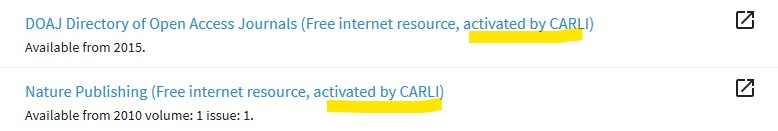 DOAJ Directory of Open Access Journals (Free internet resource, activated by CARLI)
Available from 2015.
Nature Publishing (Free internet resource, activated by CARLI)
Available from 2010 volume: 1 issue: 1.